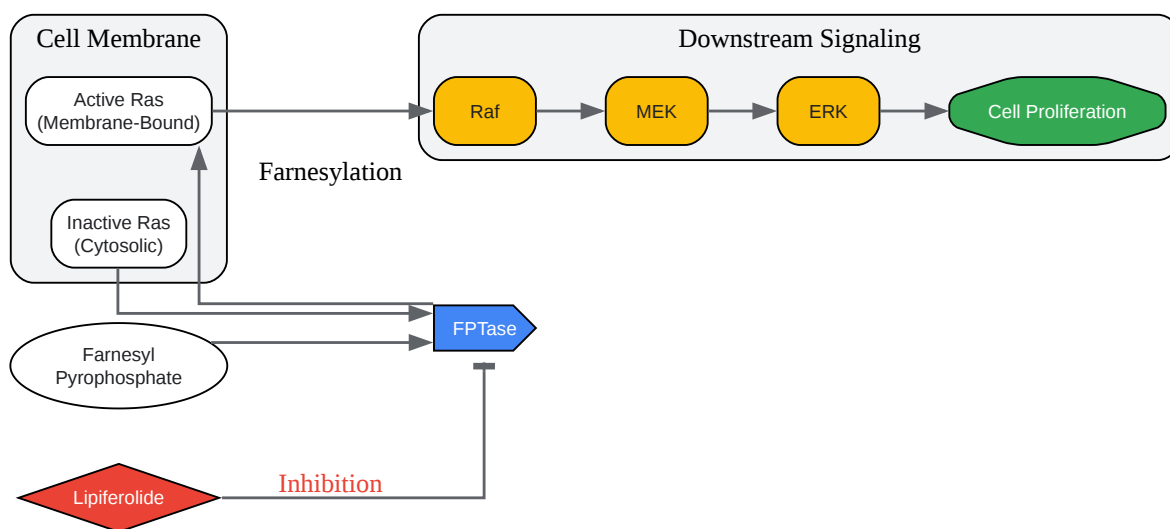 Cell Membrane
Downstream Signaling
Active Ras
(Membrane-Bound)
Raf
MEK
ERK
Cell Proliferation
Farnesylation
Inactive Ras
(Cytosolic)
FPTase
Farnesyl
Pyrophosphate
Inhibition
Lipiferolide